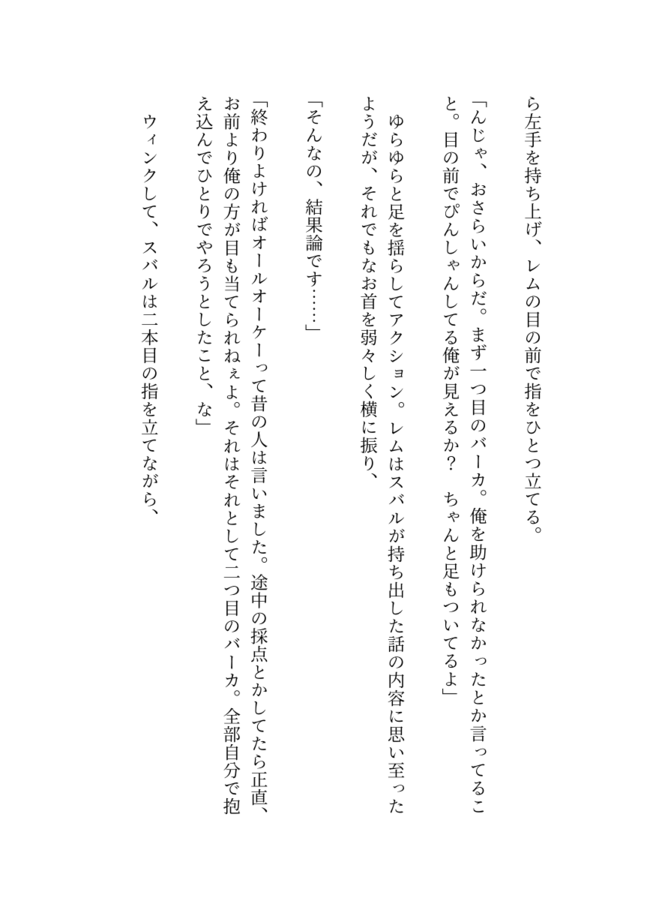 ら左手を持ち上げ、レムの目の前で指をひとつ立てる。
「んじゃ、おさらいからだ。まず一つ目のバーカ。俺を助けられなかったとか言ってるこ
と。目の前でぴんしゃんしてる俺が見えるか?　ちゃんと足もついてるよ」
　ゆらゆらと足を揺らしてアクション。レムはスバルが持ち出した話の内容に思い至った
ようだが、それでもなお首を弱々しく横に振り、
「そんなの、結果論です……」
「終わりよければオールオーケーって昔の人は言いました。途中の採点とかしてたら正直、
お前より俺の方が目も当てられねぇよ。それはそれとして二つ目のバーカ。全部自分で抱
え込んでひとりでやろうとしたこと、な」
　ウィンクして、スバルは二本目の指を立てながら、